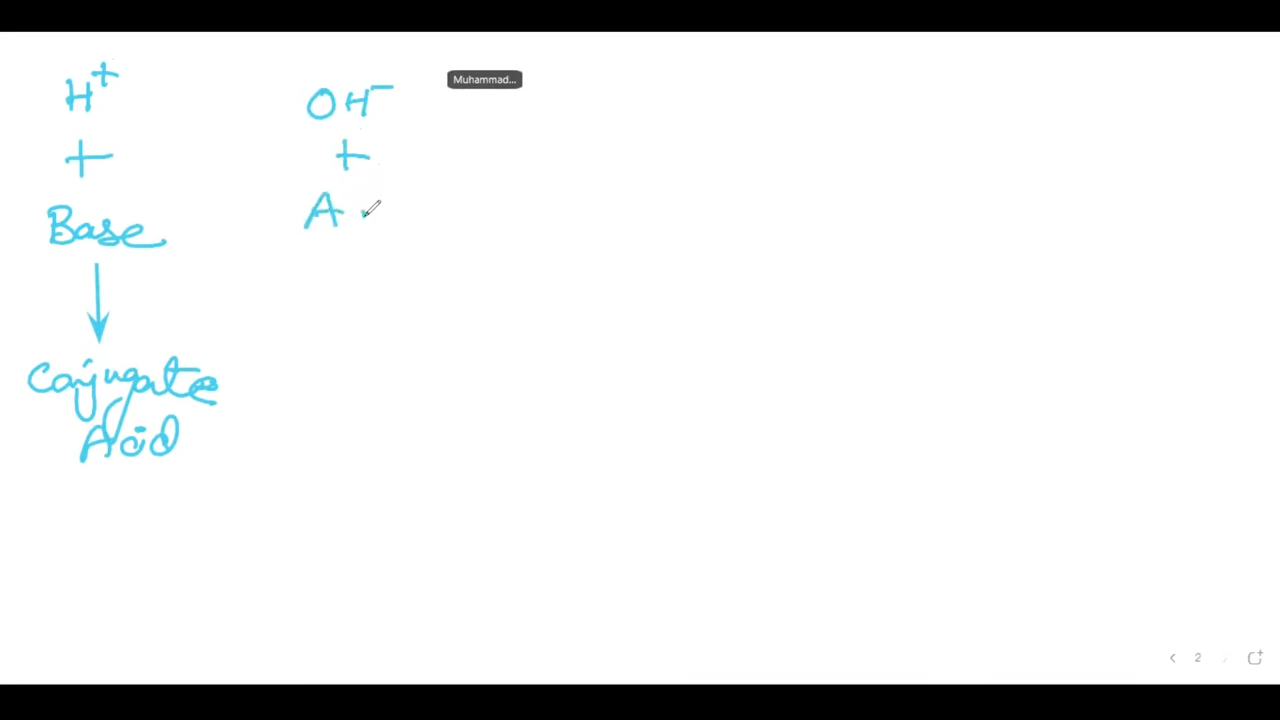 H+
+
Base
Conjugate
Acid
OH-
+
A
Muhammad...
2